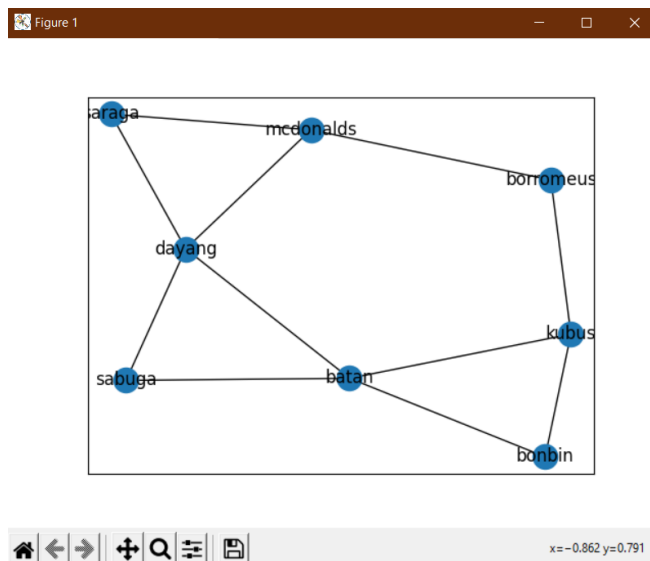 Figure 1
saraga
mcdonalds
borromeus
dayang
kubus
sabuga
batan
bonbin
x=−0.862 y=0.791